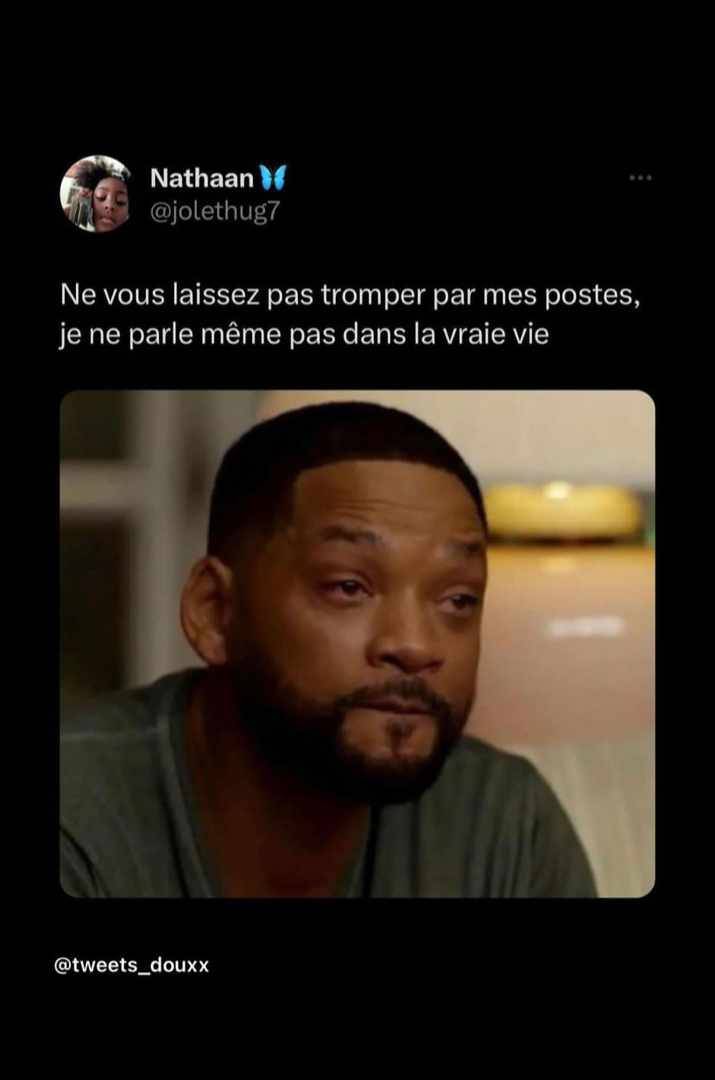 Nathaan🦋
@jolethug7
Ne vous laissez pas tromper par mes postes,
je ne parle même pas dans la vraie vie
@tweets_douxx